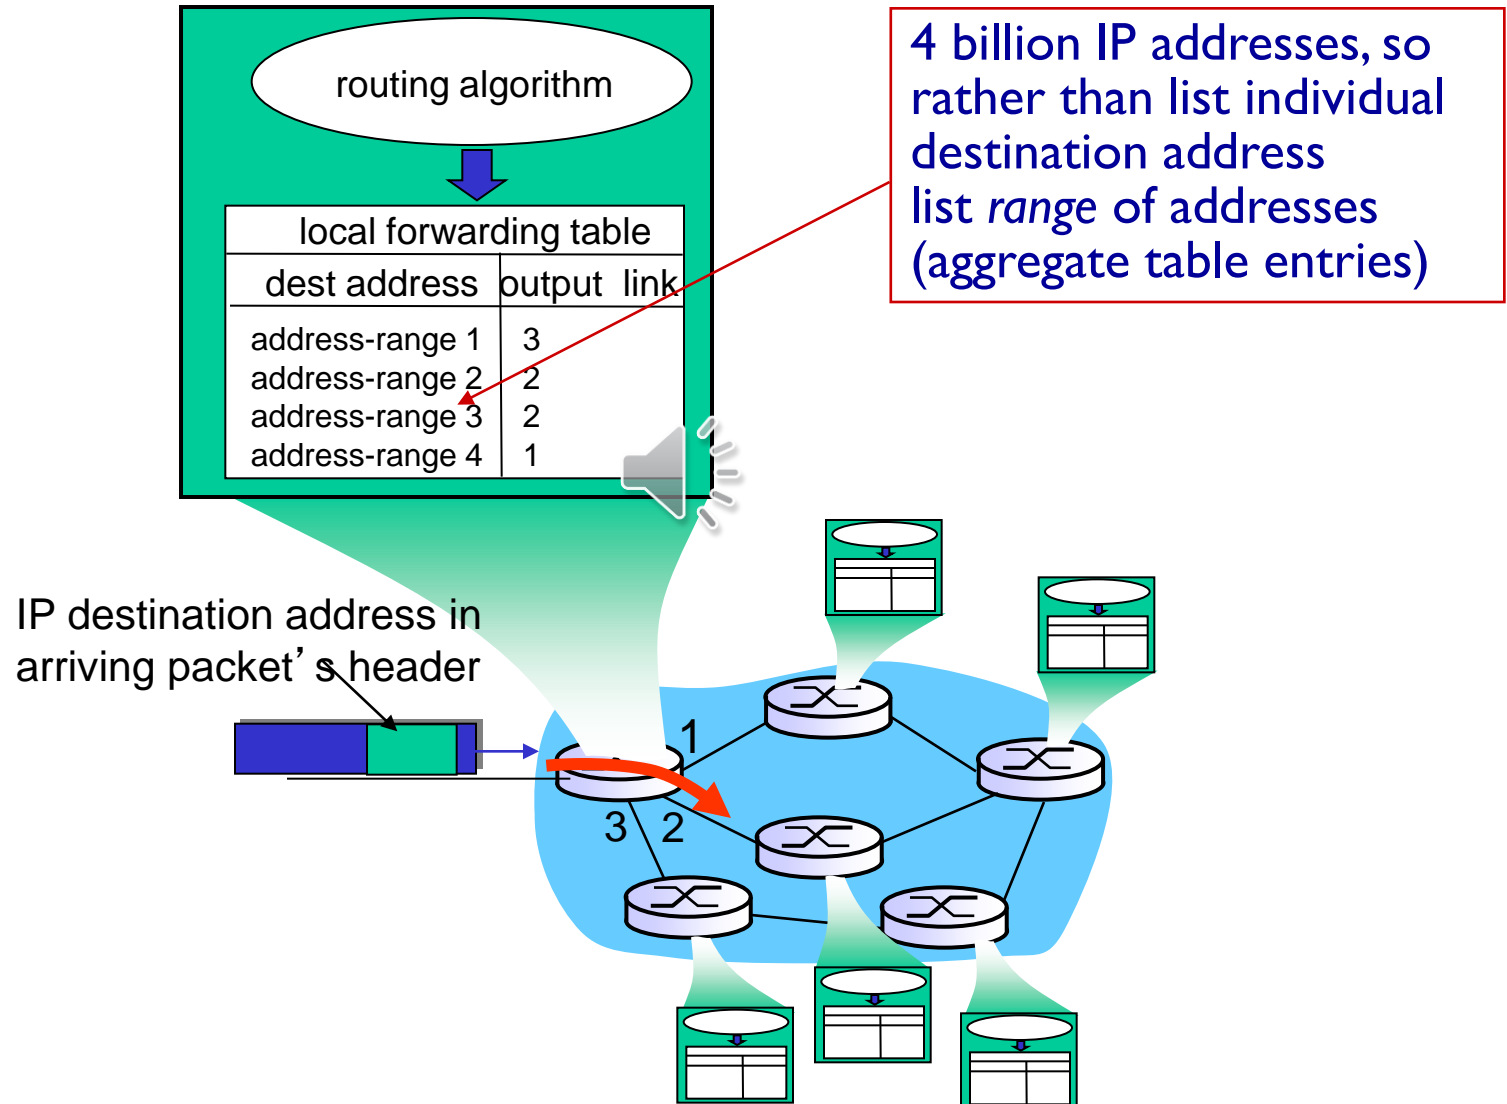 routing algorithm
local forwarding table
dest address output link
address-range 1 3
address-range 2 2
address-range 3 2
address-range 4 1
4 billion IP addresses, so
rather than list individual
destination address
list range of addresses
(aggregate table entries)
IP destination address in
arriving packet’s header
1
3 2